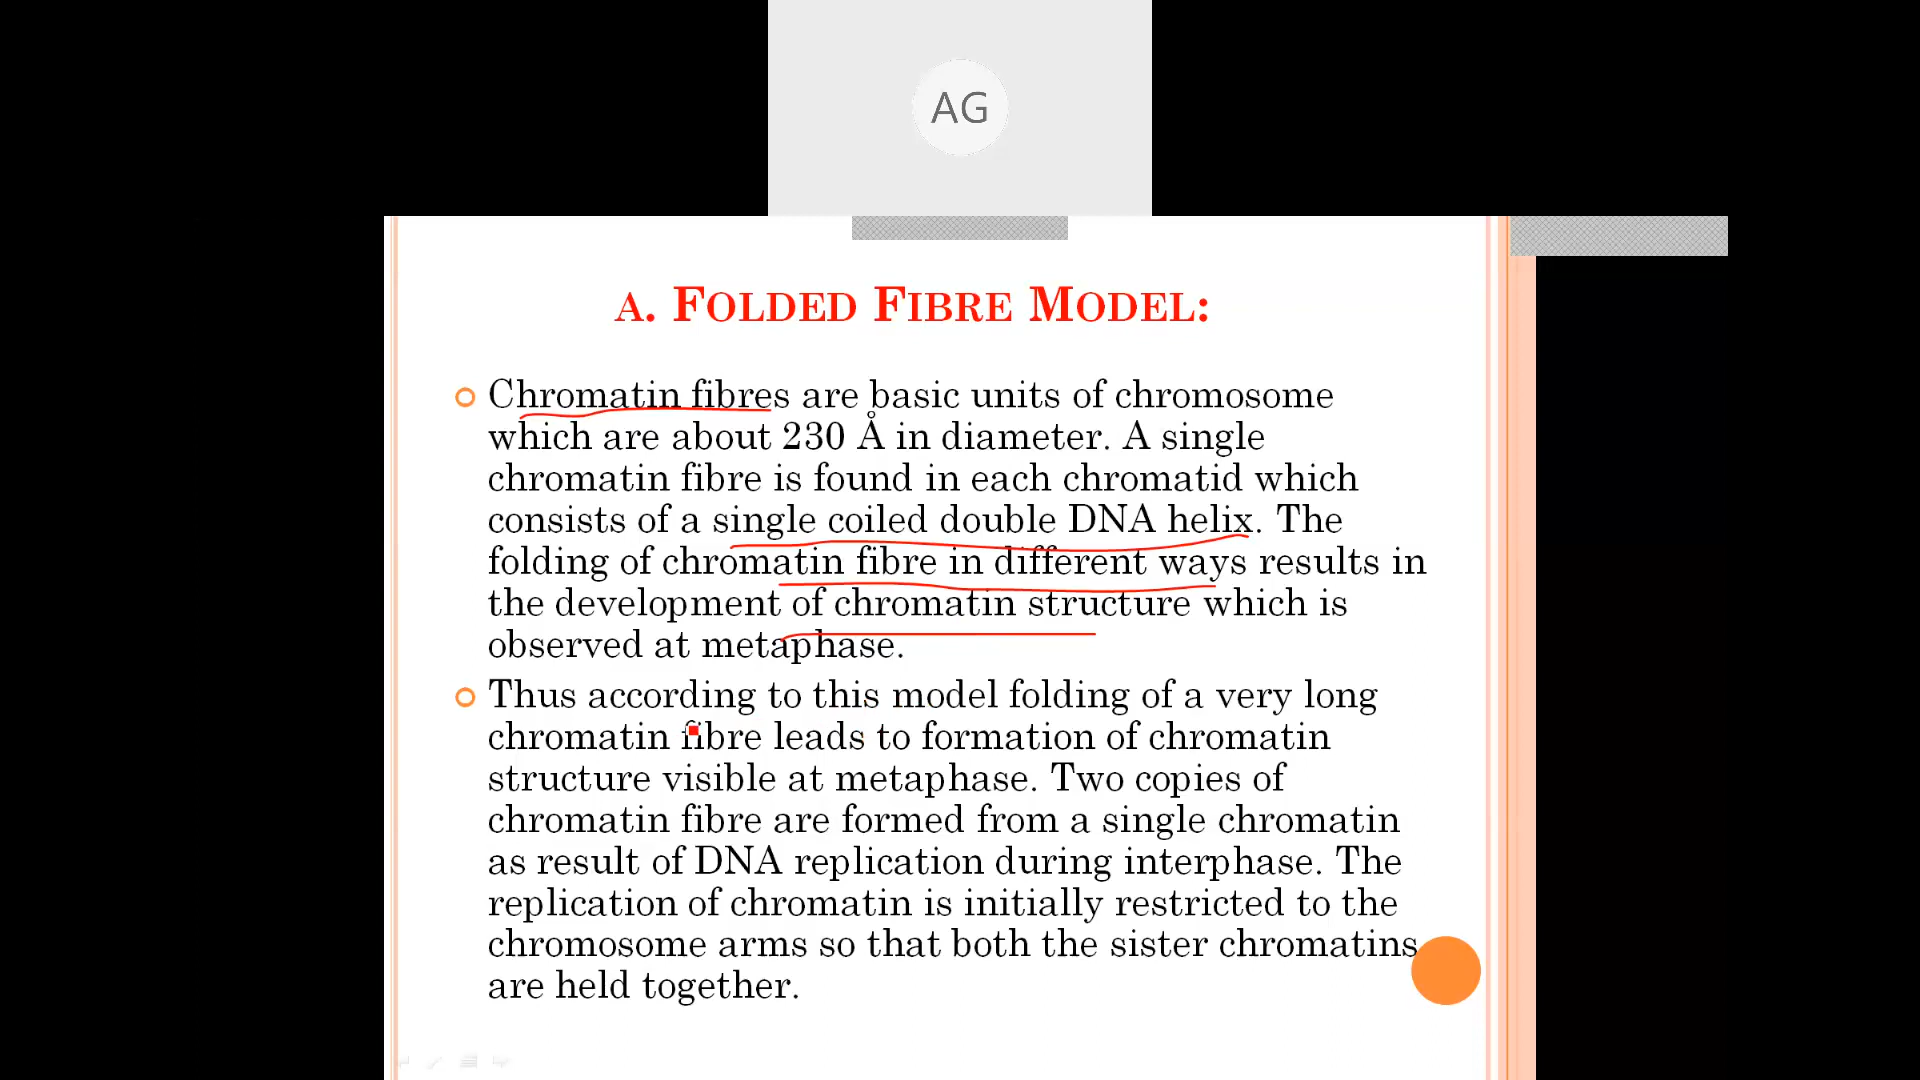 AG
A. FOLDED FIBRE MODEL:
Chromatin fibres are basic units of chromosome
which are about 230 Å in diameter. A single
chromatin fibre is found in each chromatid which
consists of a single coiled double DNA helix. The
folding of chromatin fibre in different ways results in
the development of chromatin structure which is
observed at metaphase.
Thus according to this model folding of a very long
chromatin fibre leads to formation of chromatin
structure visible at metaphase. Two copies of
chromatin fibre are formed from a single chromatin
as result of DNA replication during interphase. The
replication of chromatin is initially restricted to the
chromosome arms so that both the sister chromatins
are held together.